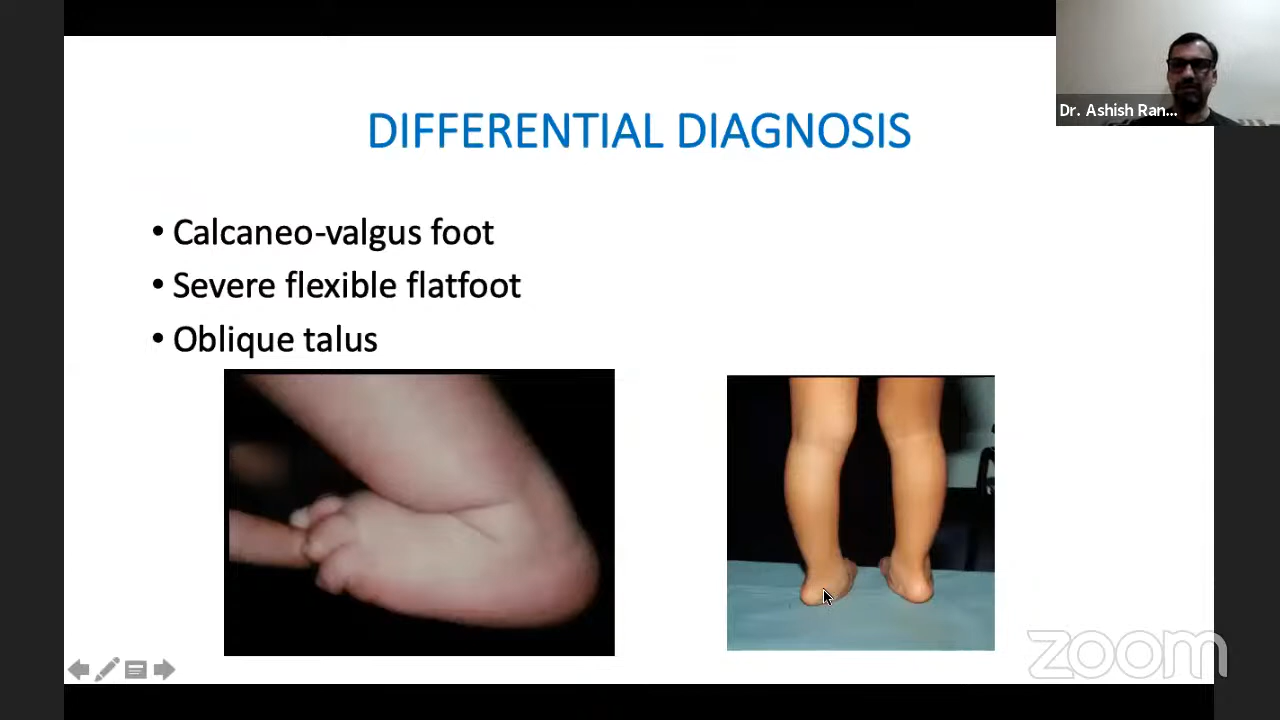 Dr. Ashish Ran...
DIFFERENTIAL DIAGNOSIS
• Calcaneo-valgus foot
• Severe flexible flatfoot
• Oblique talus
zoom